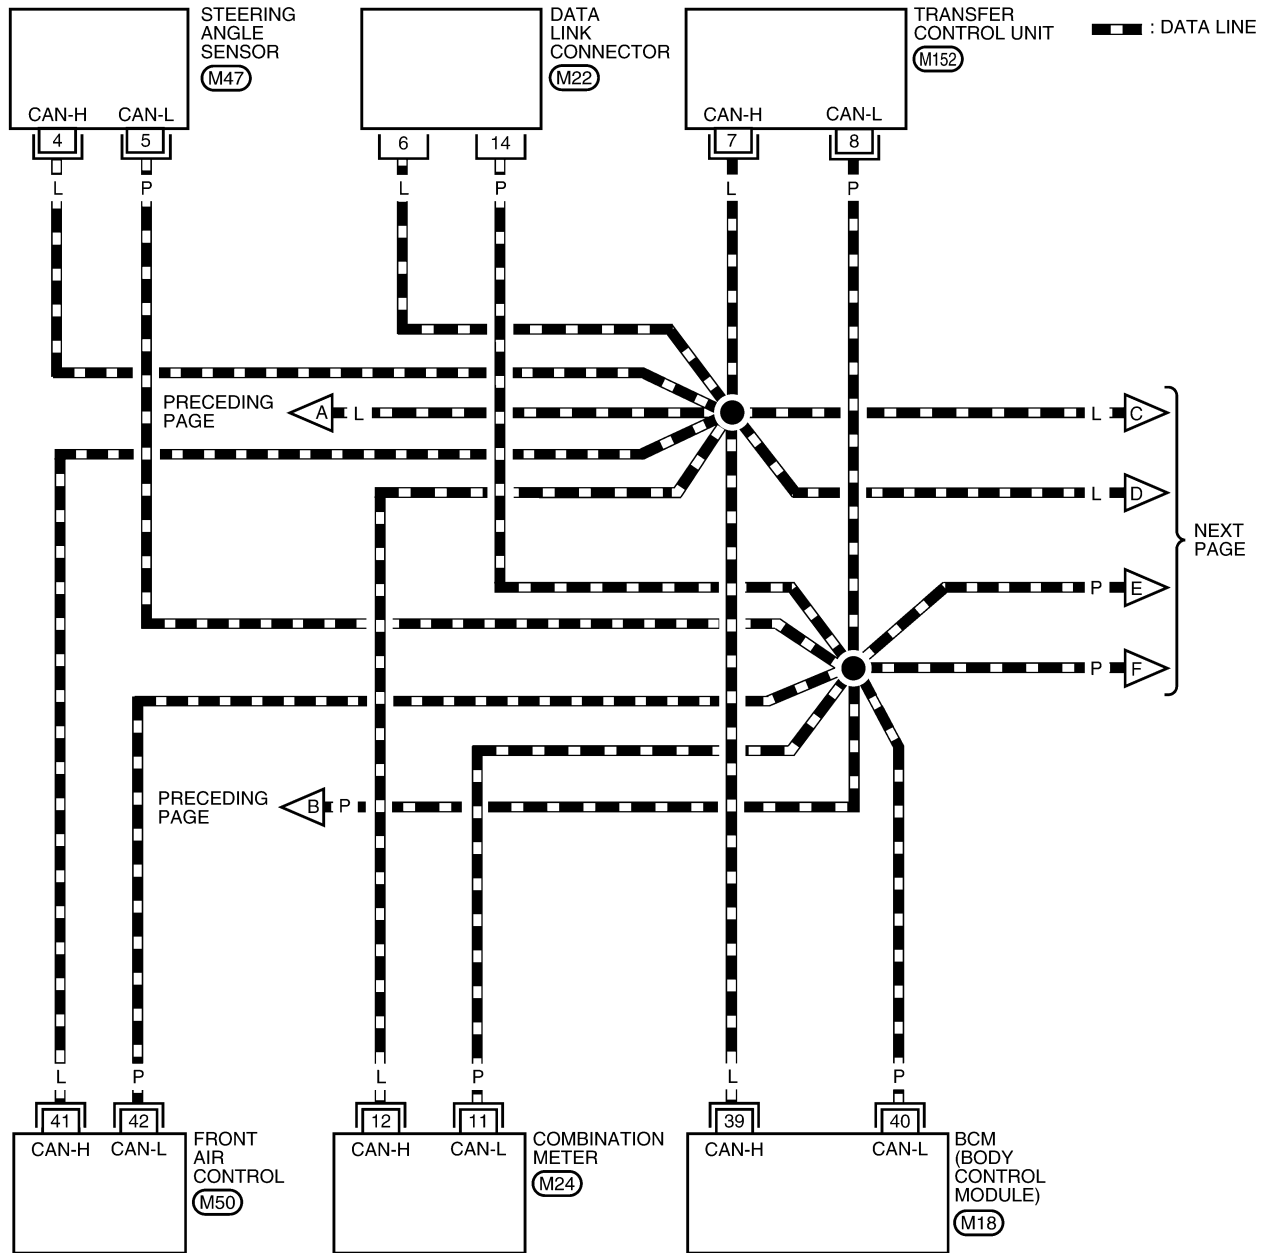 STEERING
ANGLE
SENSOR
M47
DATA
LINK
CONNECTOR
M22
TRANSFER
CONTROL UNIT
M152
: DATA LINE
CAN-H
CAN-L
CAN-H
CAN-L
4
5
6
14
7
8
L
P
L
P
L
P
PRECEDING
PAGE
A
L
L
C
L
D
NEXT
PAGE
P
E
P
F
PRECEDING
PAGE
B
P
L
P
L
P
L
P
41
42
12
11
39
40
CAN-H
CAN-L
FRONT
AIR
CONTROL
M50
CAN-H
CAN-L
COMBINATION
METER
M24
CAN-H
CAN-L
BCM
(BODY
CONTROL
MODULE)
M18